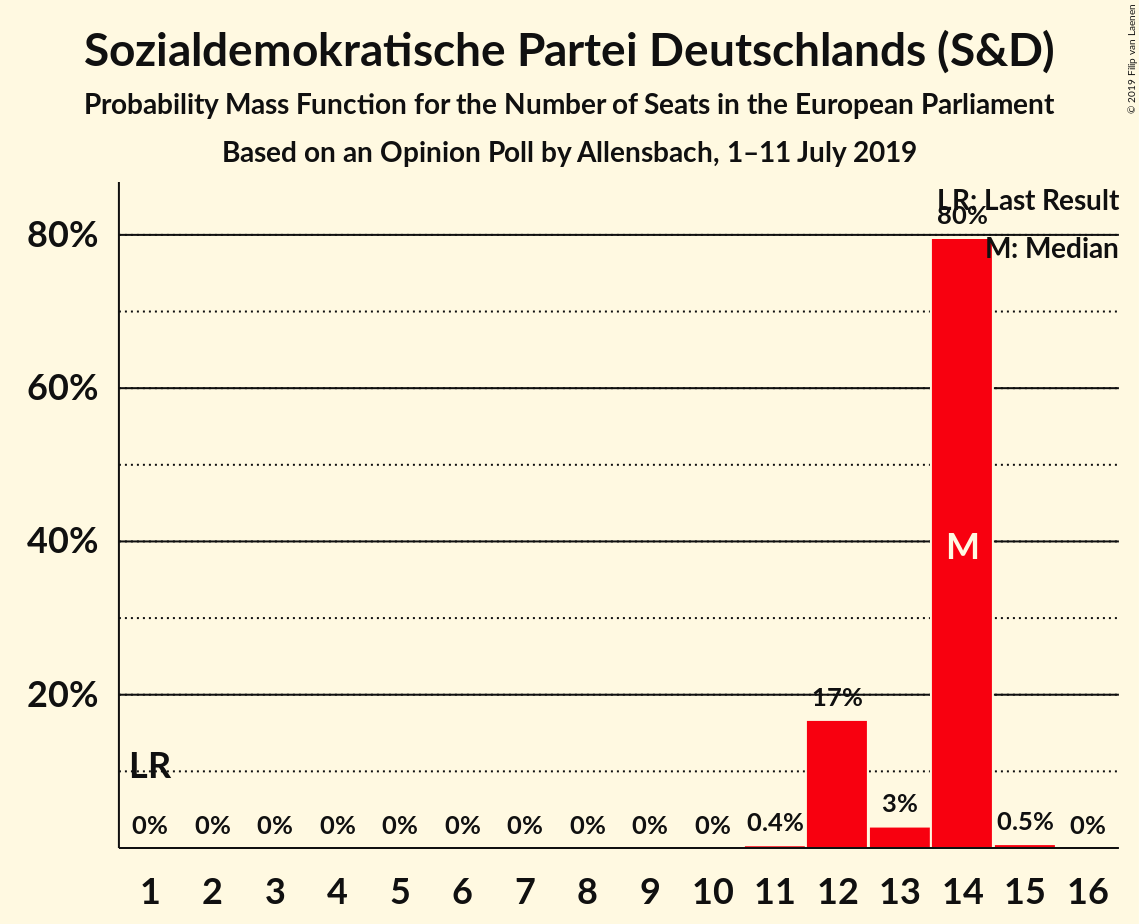 Sozialdemokratische Partei Deutschlands (S&D)
Probability Mass Function for the Number of Seats in the European Parliament
Based on an Opinion Poll by Allensbach, 1–11 July 2019
© 2019 Filip van Laenen
LR: Last Result
M: Median
80%
60%
40%
20%
80%
M
17%
LR
0% 0% 0% 0% 0% 0% 0% 0% 0% 0% 0.4% 3% 0.5% 0%
1 2 3 4 5 6 7 8 9 10 11 12 13 14 15 16